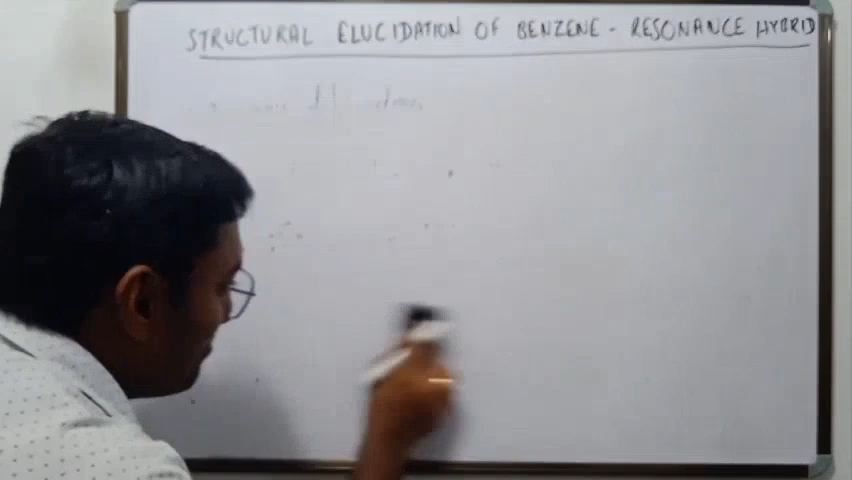 STRUCTURAL ELUCIDATION OF BENZENE - RESONANCE HYBRID